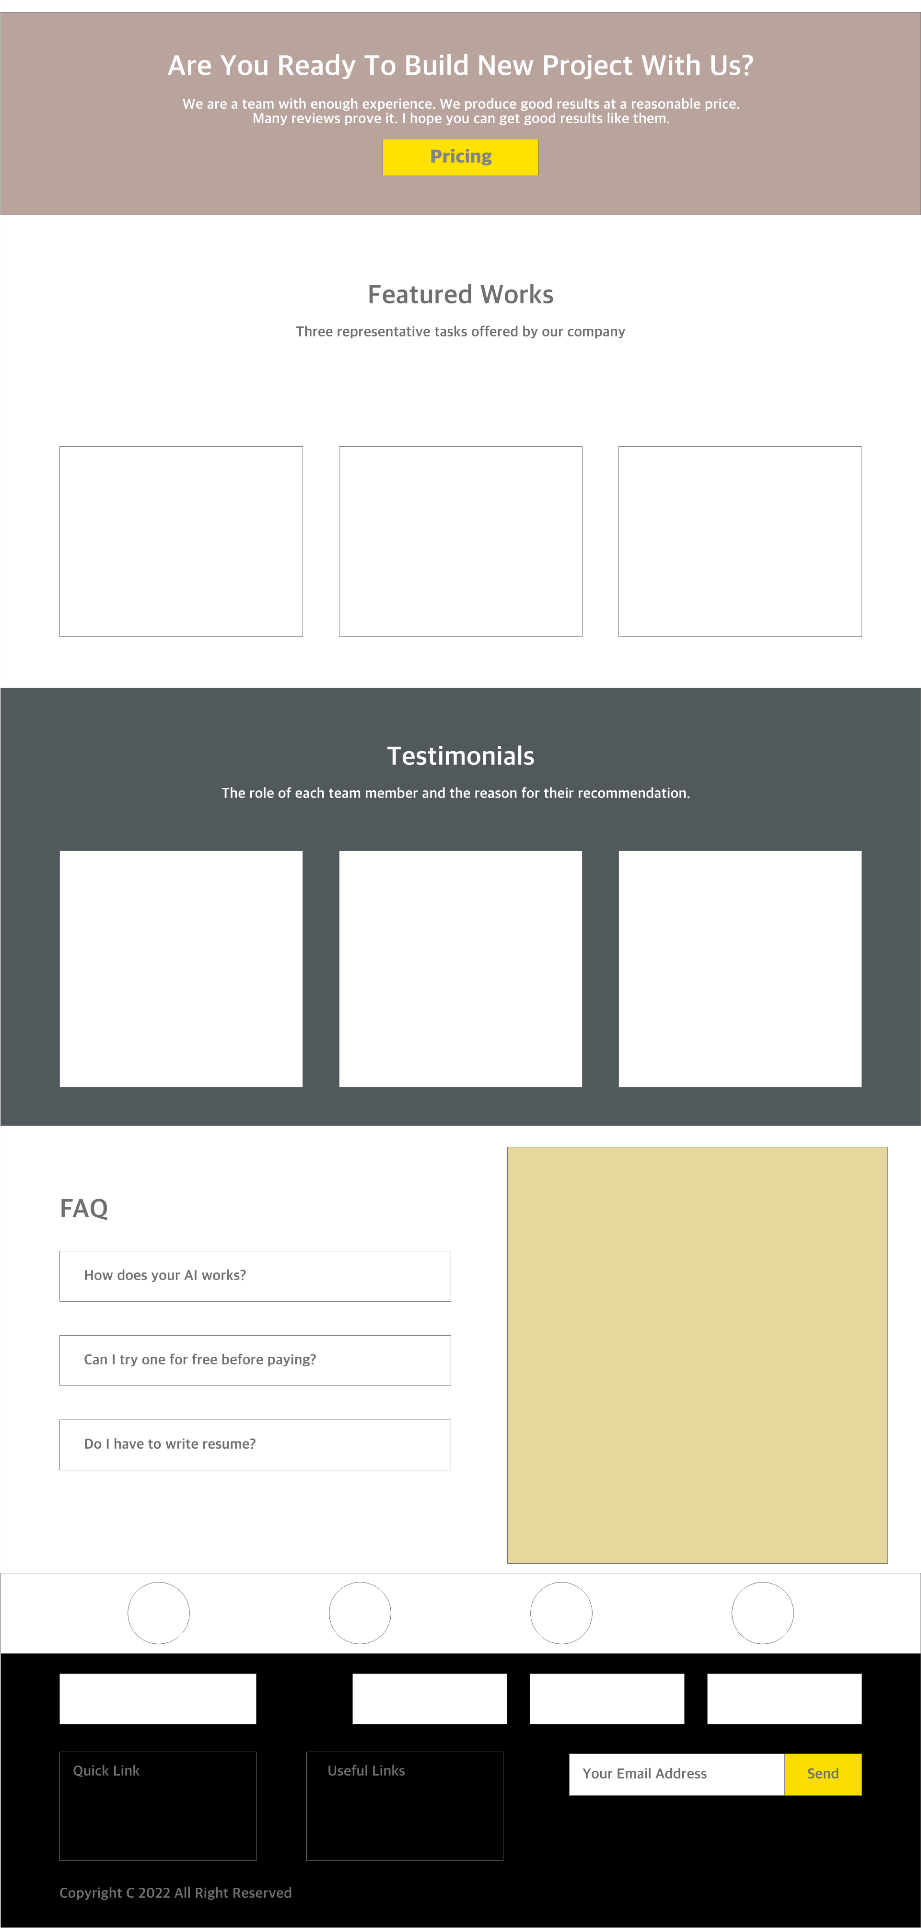 Are You Ready To Build New Project With Us?
We are a team with enough experience. We produce good results at a reasonable price.
Many reviews prove it. I hope you can get good results like them.
Pricing
Featured Works
Three representative tasks offered by our company
Testimonials
The role of each team member and the reason for their recommendation.
FAQ
How does your AI works?
Can I try one for free before paying?
Do I have to write resume?
Quick Link
Useful Links
Your Email Address
Send
Copyright C 2022 All Right Reserved